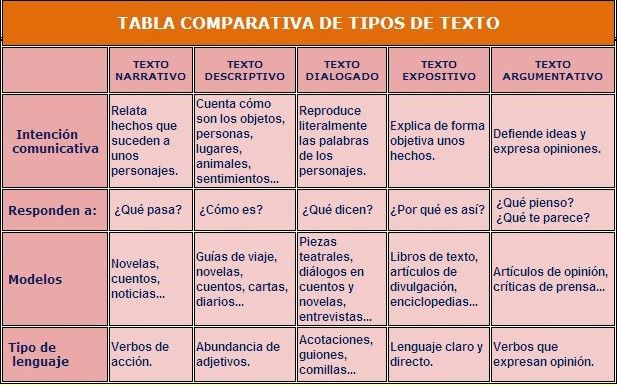 TABLA COMPARATIVA DE TIPOS DE TEXTO
TEXTO
NARRATIVO
TEXTO
DESCRIPTIVO
TEXTO
DIALOGADO
TEXTO
EXPOSITIVO
TEXTO
ARGUMENTATIVO
Intención
comunicativa
Relata
hechos que
suceden a
unos
personajes.
Cuenta cómo
son los objetos,
personas,
lugares,
animales,
sentimientos...
Reproduce
literalmente
las palabras
de los
personajes.
Explica de forma
objetiva unos
hechos.
Defiende ideas y
expresa opiniones.
Responden a:
¿Qué pasa?
¿Cómo es?
¿Qué dicen?
¿Por qué es así?
¿Qué pienso?
¿Qué te parece?
Modelos
Novelas,
cuentos,
noticias...
Guías de viaje,
novelas,
cuentos, cartas,
diarios...
Piezas
teatrales,
diálogos en
cuentos y
novelas,
entrevistas...
Libros de texto,
artículos de
divulgación,
enciclopedias...
Artículos de opinión,
críticas de prensa...
Tipo de
lenguaje
Verbos de
acción.
Abundancia de
adjetivos.
Acotaciones,
guiones,
comillas...
Lenguaje claro y
directo.
Verbos que
expresan opinión.